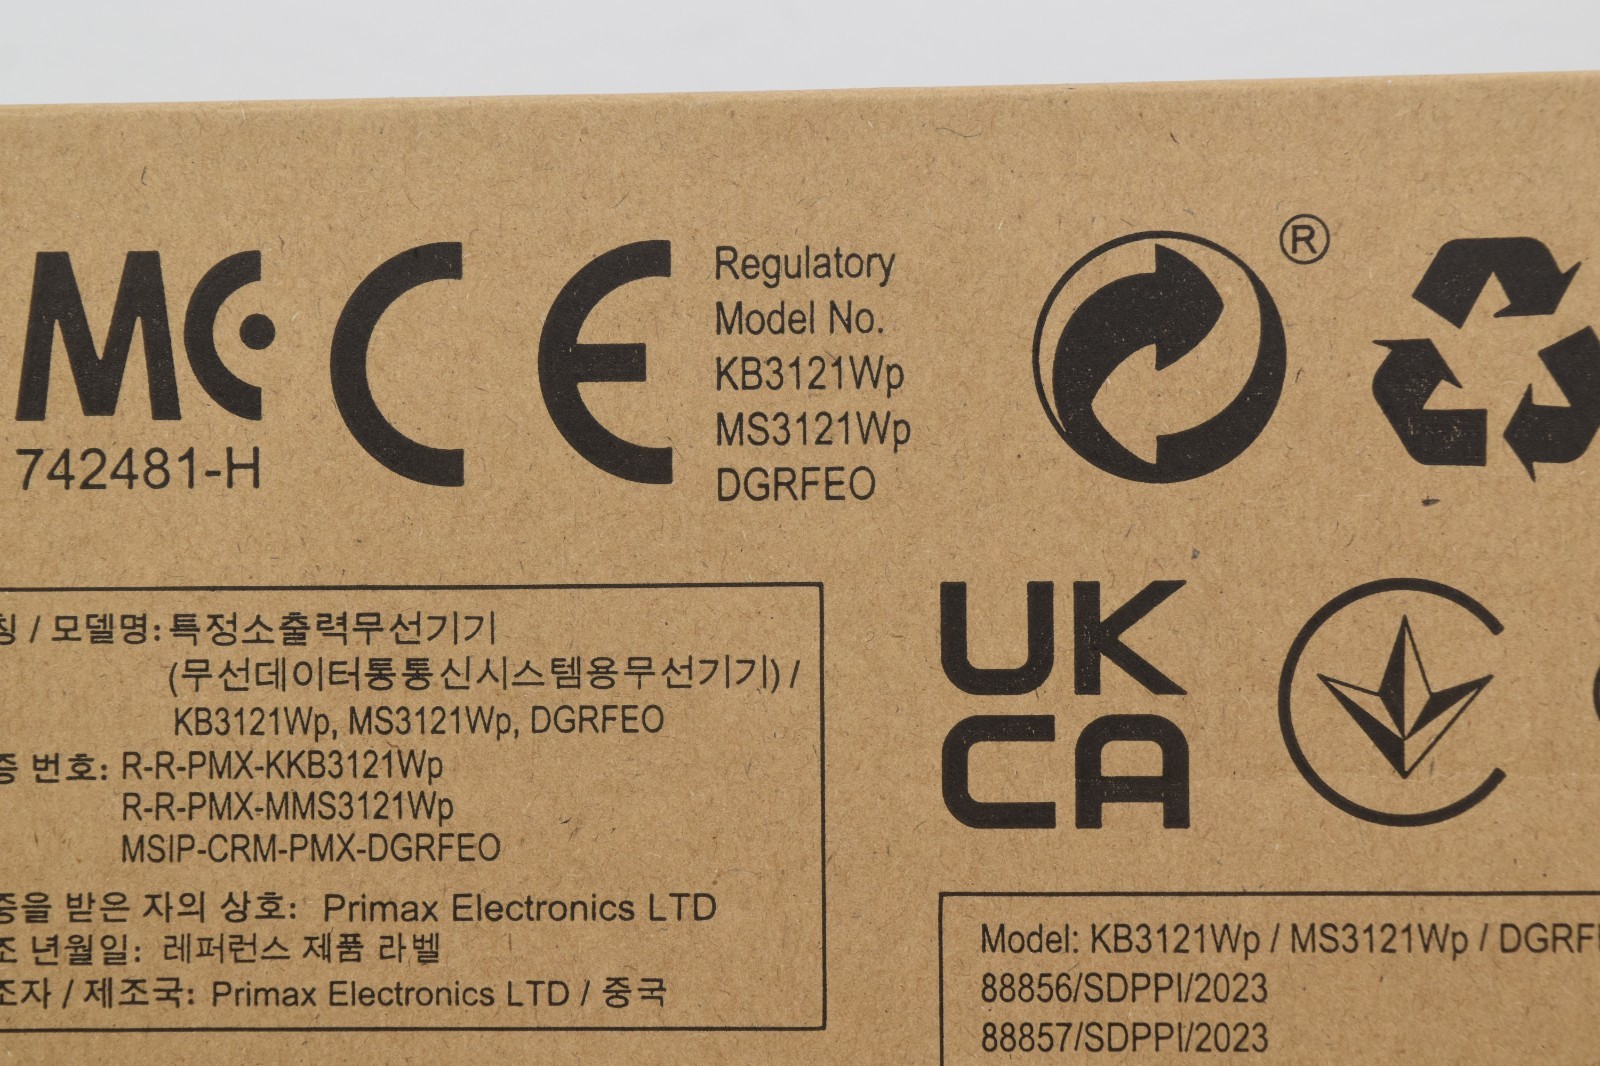 MC
742481-H
CE
Regulatory
Model No.
KB3121Wp
MS3121Wp
DGRFEO
®
칭 / 모델명: 특정소출력무선기기
(무선데이터통통신시스템용무선기기) /
KB3121Wp, MS3121Wp, DGRFEO
증 번호: R-R-PMX-KKB3121Wp
R-R-PMX-MMS3121Wp
MSIP-CRM-PMX-DGRFEO
증을 받은 자의 상호: Primax Electronics LTD
조 년월일: 레퍼런스 제품 라벨
조자 / 제조국: Primax Electronics LTD / 중국
UK
CA
Model: KB3121Wp / MS3121Wp / DGRF
88856/SDPPI/2023
88857/SDPPI/2023